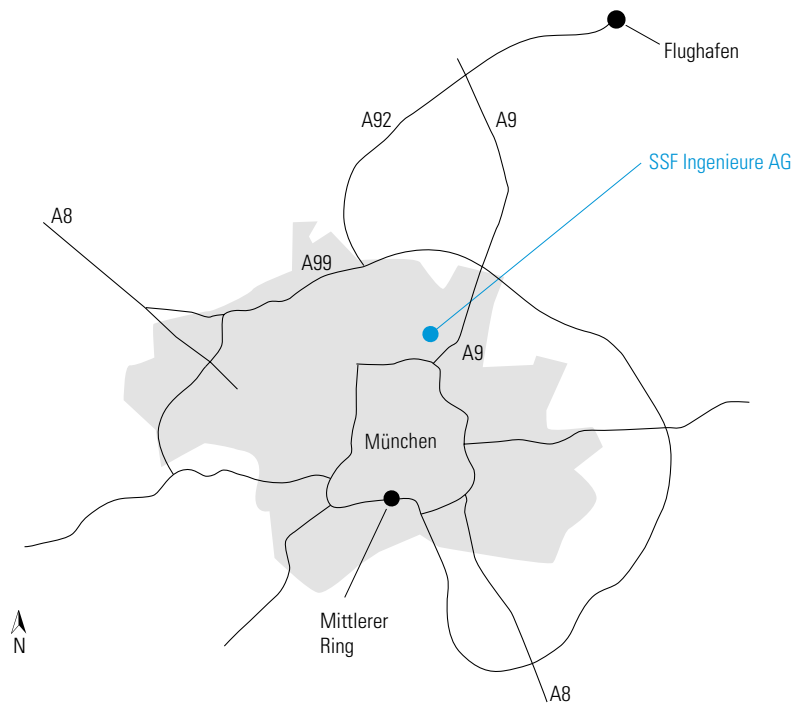 Flughafen
A92
A9
SSF Ingenieure AG
A8
A99
A9
München
Mittlerer
Ring
N
A8